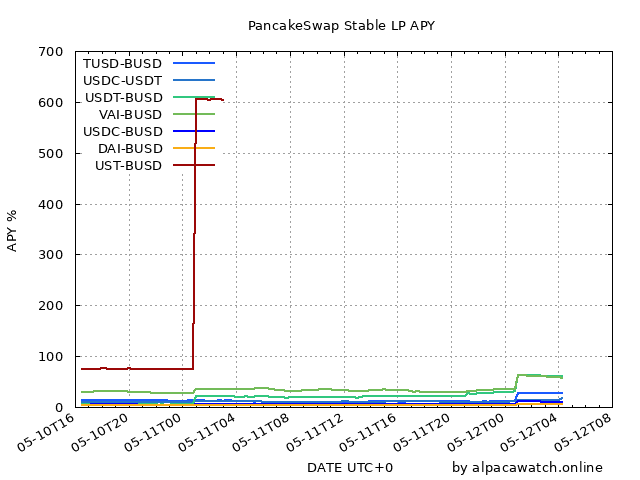 PancakeSwap Stable LP APY
700
600
500
400
300
200
100
0
APY %
TUSD-BUSD
USDC-USDT
USDT-BUSD
VAI-BUSD
USDC-BUSD
DAI-BUSD
UST-BUSD
05-10T16
05-10T20
05-11T00
05-11T04
05-11T08
05-11T12
05-11T16
05-11T20
05-12T00
05-12T04
05-12T08
DATE UTC+0
by alpacawatch.online